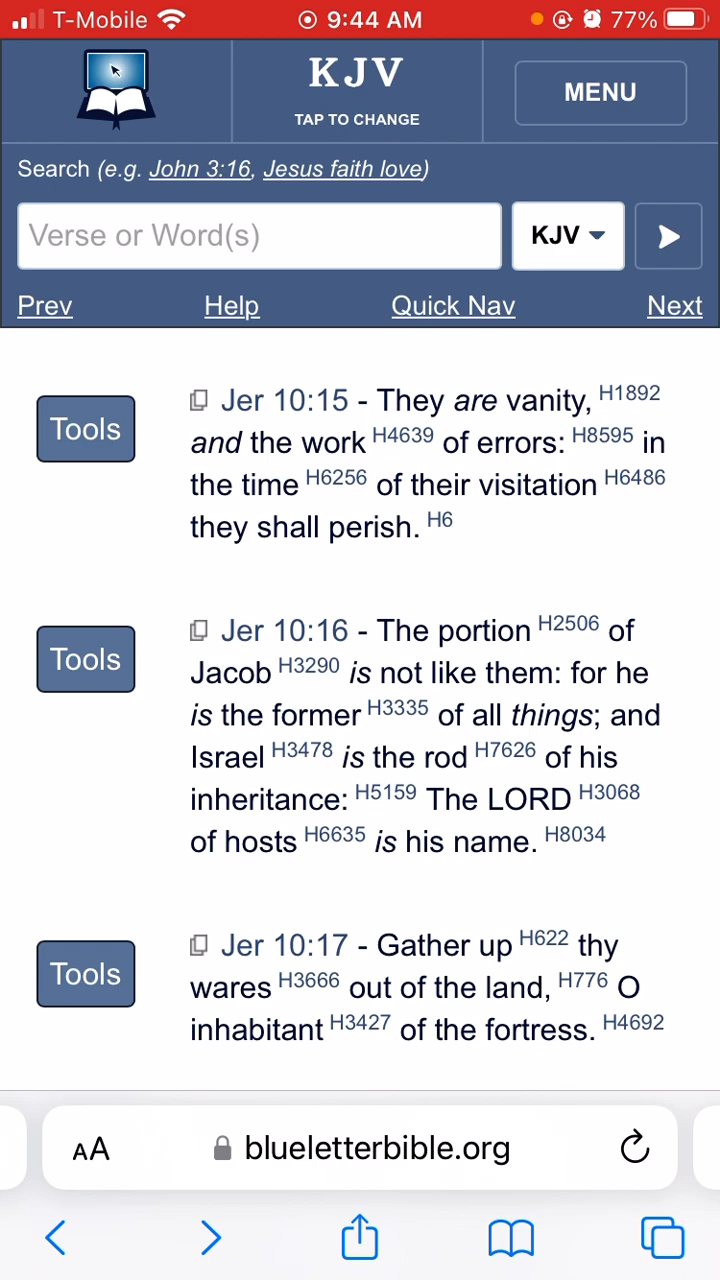 T-Mobile 9:44 AM 77%
KJV
TAP TO CHANGE
MENU
Search (e.g. John 3:16, Jesus faith love)
Verse or Word(s) KJV
Prev Help Quick Nav Next
Tools
Jer 10:15 - They are vanity, H1892
and the work H4639 of errors: H8595 in
the time H6256 of their visitation H6486
they shall perish. H6
Tools
Jer 10:16 - The portion H2506 of
Jacob H3290 is not like them: for he
is the former H3335 of all things; and
Israel H3478 is the rod H7626 of his
inheritance: H5159 The LORD H3068
of hosts H6635 is his name. H8034
Tools
Jer 10:17 - Gather up H622 thy
wares H3666 out of the land, H776 O
inhabitant H3427 of the fortress. H4692
AA blueletterbible.org